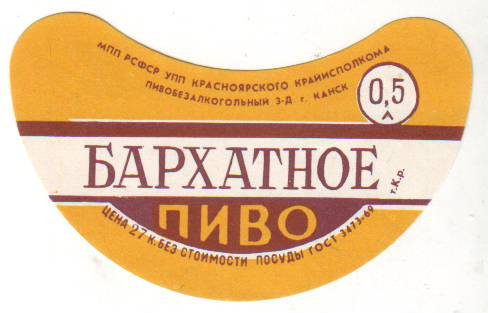 МПП РСФСР УПП КРАСНОЯРСКОГО КРАЙИСПОЛКОМА
ПИВОБЕЗАЛКОГОЛЬНЫЙ З-Д. г. КАНСК
0,5 л
БАРХАТНОЕ
т.К.р.
ПИВО
ЦЕНА 27 К. БЕЗ СТОИМОСТИ ПОСУДЫ ГОСТ 3473-69